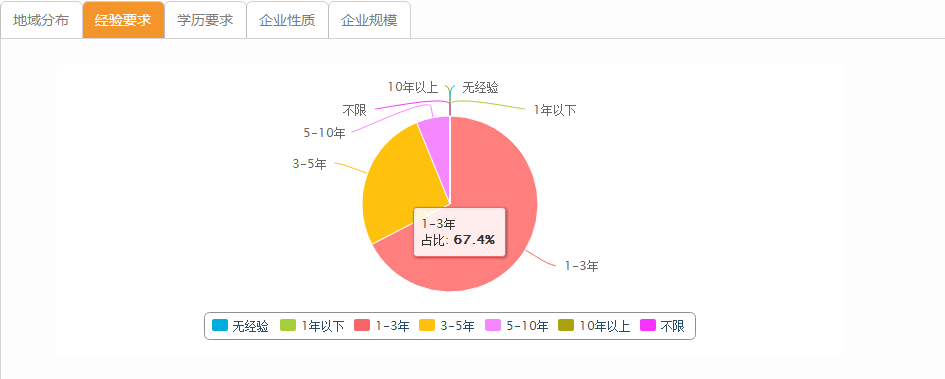 地域分布 经验要求 学历要求 企业性质 企业规模
10年以上 无经验
不限 1年以下
5-10年
3-5年
1-3年
占比: 67.4%
1-3年
无经验 1年以下 1-3年 3-5年 5-10年 10年以上 不限